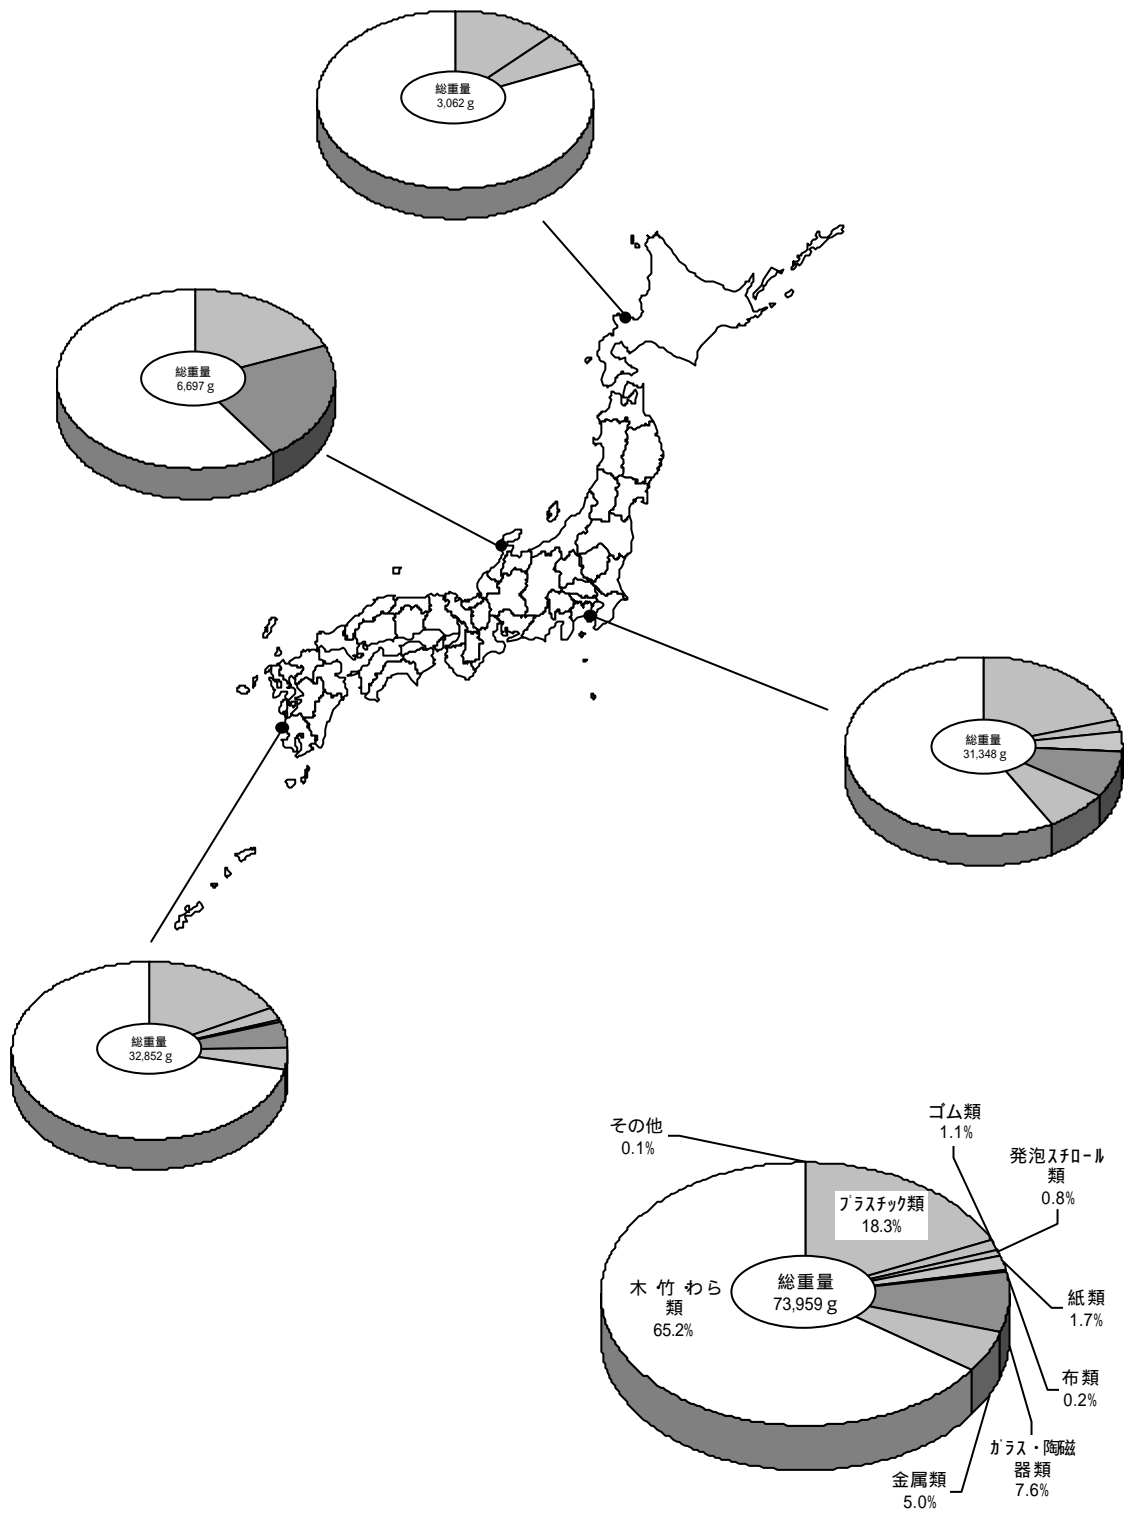 総重量
3,062 g
総重量
6,697 g
総重量
31,348 g
総重量
32,852 g
その他
0.1%
ゴム類
1.1%
発泡ｽﾁﾛｰﾙ
類
0.8%
ﾌﾟﾗｽﾁｯｸ類
18.3%
木・竹・わら
類
65.2%
総重量
73,959 g
紙類
1.7%
布類
0.2%
ｶﾞﾗｽ・陶磁
器類
7.6%
金属類
5.0%